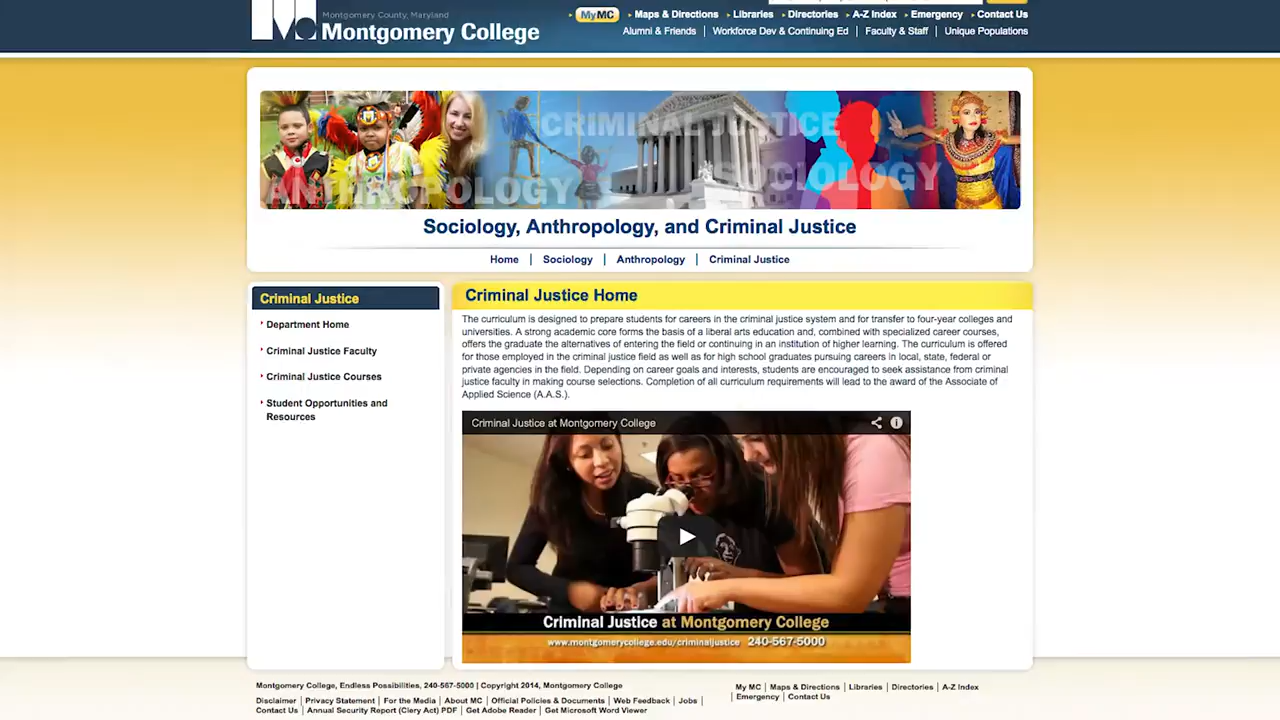 Montgomery County, Maryland
Montgomery College
MyMC Maps & Directions Libraries Directories A-Z Index Emergency Contact Us
Alumni & Friends | Workforce Dev & Continuing Ed | Faculty & Staff | Unique Populations
CRIMINAL JUSTICE
ANTHROPOLOGY
SOCIOLOGY
Sociology, Anthropology, and Criminal Justice
Home | Sociology | Anthropology | Criminal Justice
Criminal Justice
Department Home
Criminal Justice Faculty
Criminal Justice Courses
Student Opportunities and
Resources
Criminal Justice Home
The curriculum is designed to prepare students for careers in the criminal justice system and for transfer to four-year colleges and
universities. A strong academic core forms the basis of a liberal arts education and, combined with specialized career courses,
offers the graduate the alternatives of entering the field or continuing in an institution of higher learning. The curriculum is offered
for those employed in the criminal justice field as well as for high school graduates pursuing careers in local, state, federal or
private agencies in the field. Depending on career goals and interests, students are encouraged to seek assistance from criminal
justice faculty in making course selections. Completion of all curriculum requirements will lead to the award of the Associate of
Applied Science (A.A.S.).
Criminal Justice at Montgomery College
Criminal Justice at Montgomery College
www.montgomerycollege.edu/criminaljustice 240-567-5000
Montgomery College, Endless Possibilities, 240-567-5000 | Copyright 2014, Montgomery College
Disclaimer | Privacy Statement | For the Media | About MC | Official Policies & Documents | Web Feedback | Jobs |
Contact Us | Annual Security Report (Clery Act) PDF | Get Adobe Reader | Get Microsoft Word Viewer
My MC | Maps & Directions | Libraries | Directories | A-Z Index
| Emergency | Contact Us